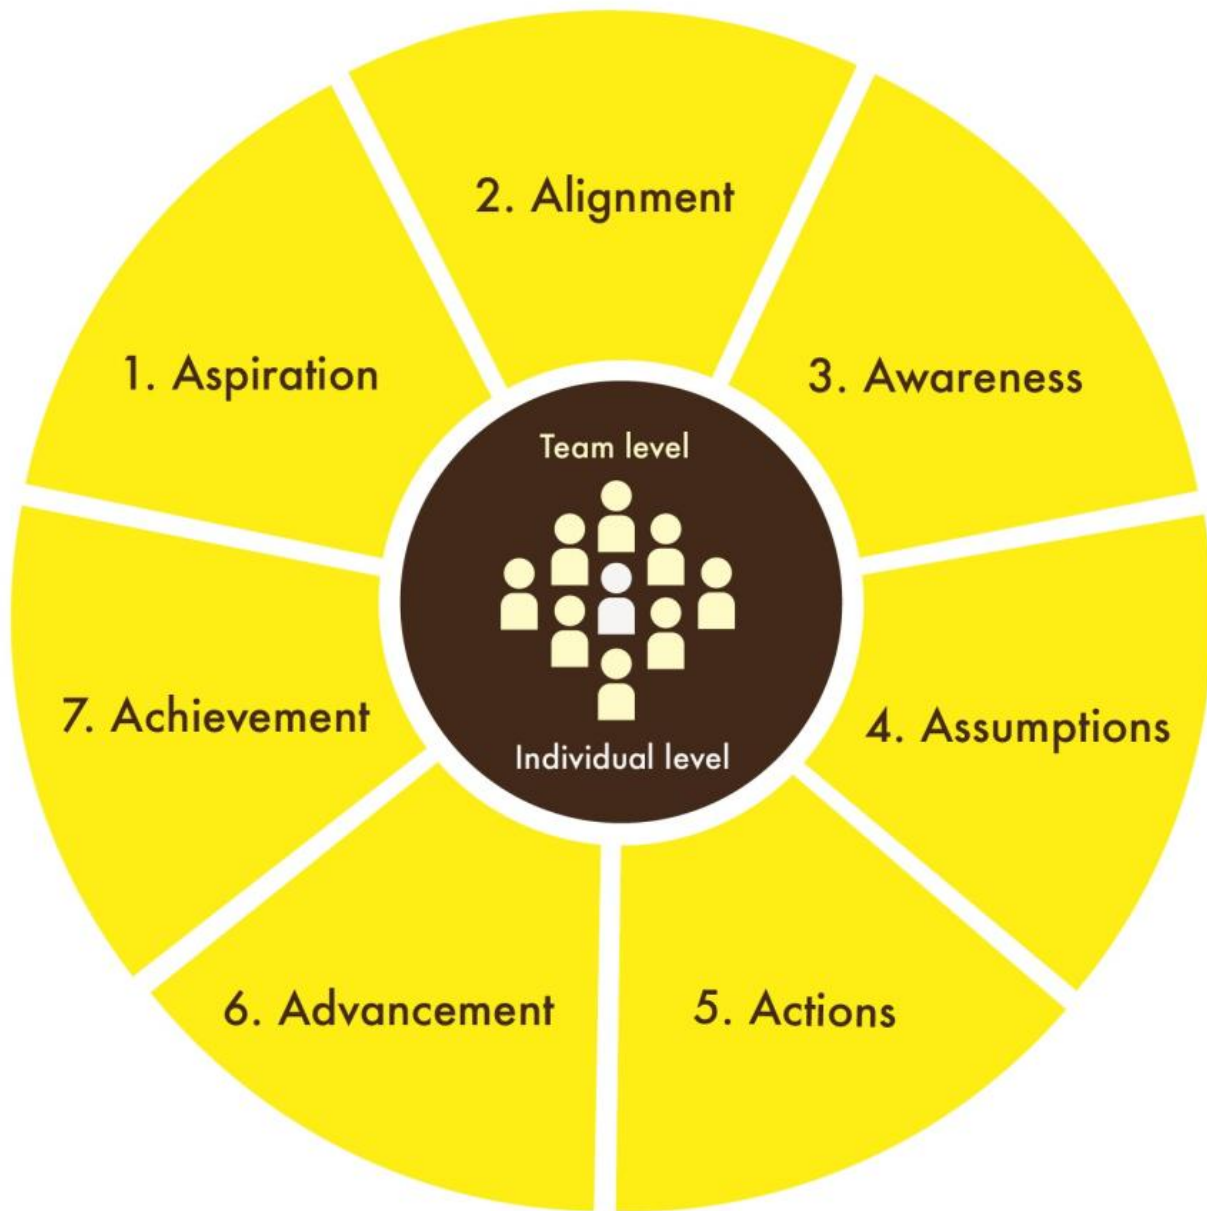 1. Aspiration
2. Alignment
3. Awareness
4. Assumptions
5. Actions
6. Advancement
7. Achievement
Team level
Individual level